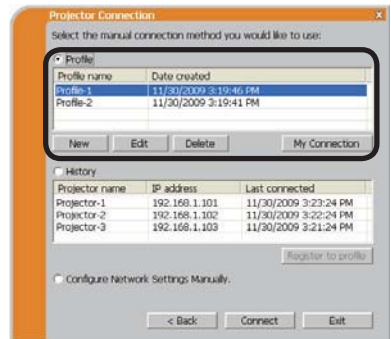 Projector Connection
x
Select the manual connection method you would like to use:
Profile
Profile name Date created
Profile-1 11/30/2009 3:19:46 PM
Profile-2 11/30/2009 3:19:41 PM
New Edit Delete My Connection
History
Projector name IP address Last connected
Projector-1 192.168.1.101 11/30/2009 3:23:24 PM
Projector-2 192.168.1.102 11/30/2009 3:22:24 PM
Projector-3 192.168.1.103 11/30/2009 3:21:24 PM
Register to profile
Configure Network Settings Manually.
< Back Connect Exit